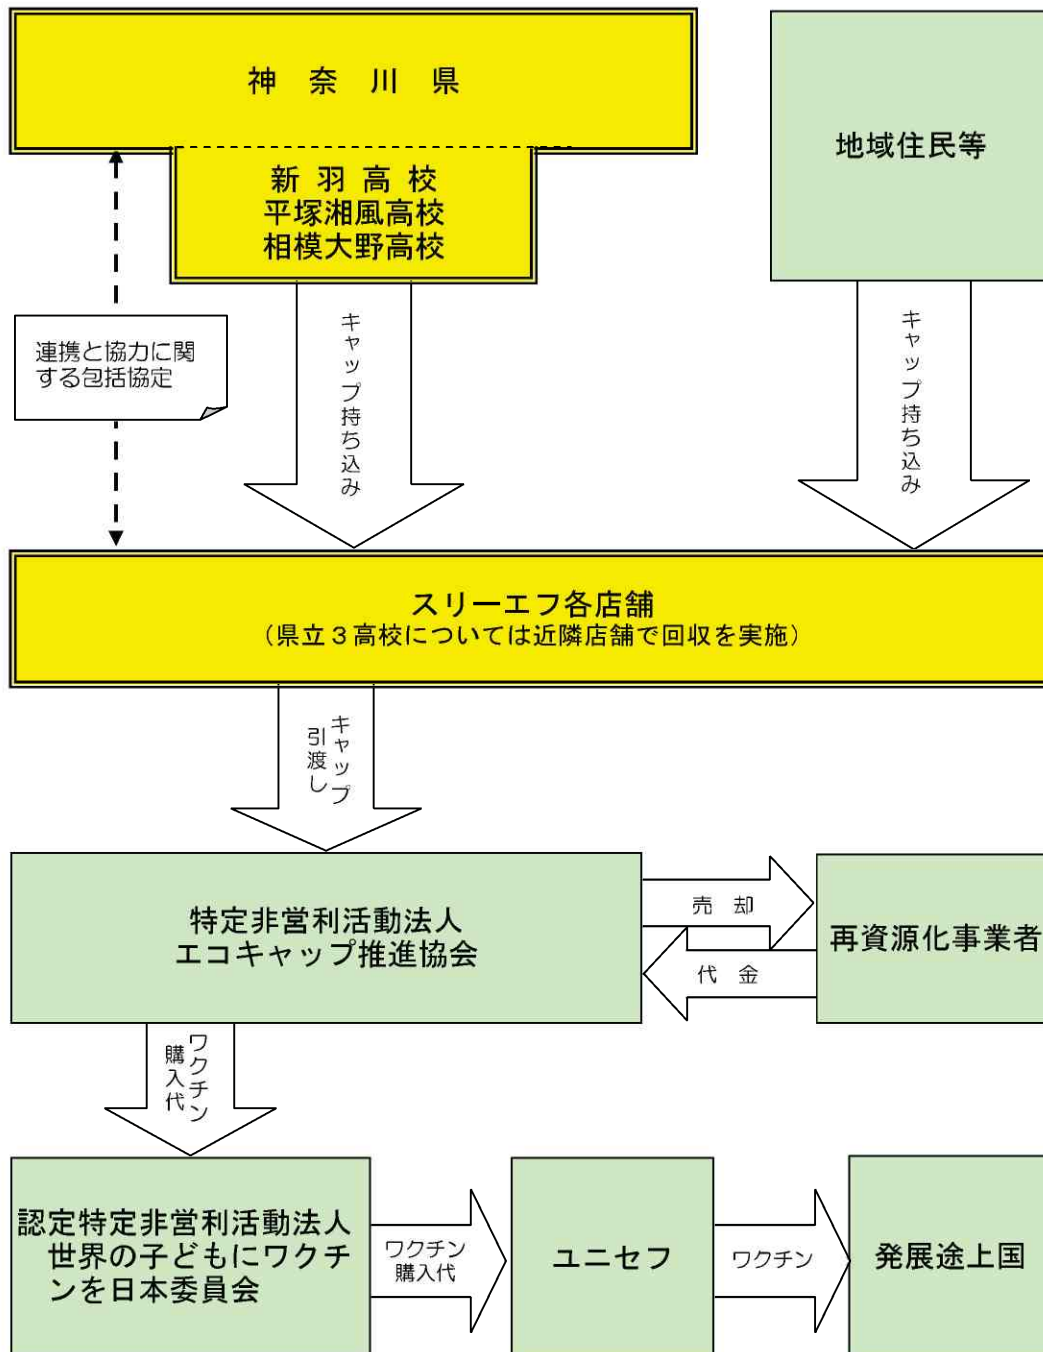 神奈川県
新羽高校
平塚湘風高校
相模大野高校
地域住民等
連携と協力に関
する包括協定
キャップ持ち込み
キャップ持ち込み
スリーエフ各店舗
（県立３高校については近隣店舗で回収を実施）
キャップ
引渡し
特定非営利活動法人
エコキャップ推進協会
売却
代金
再資源化事業者
ワクチン
購入代
認定特定非営利活動法人
世界の子どもにワクチ
ンを日本委員会
ワクチン
購入代
ユニセフ
ワクチン
発展途上国